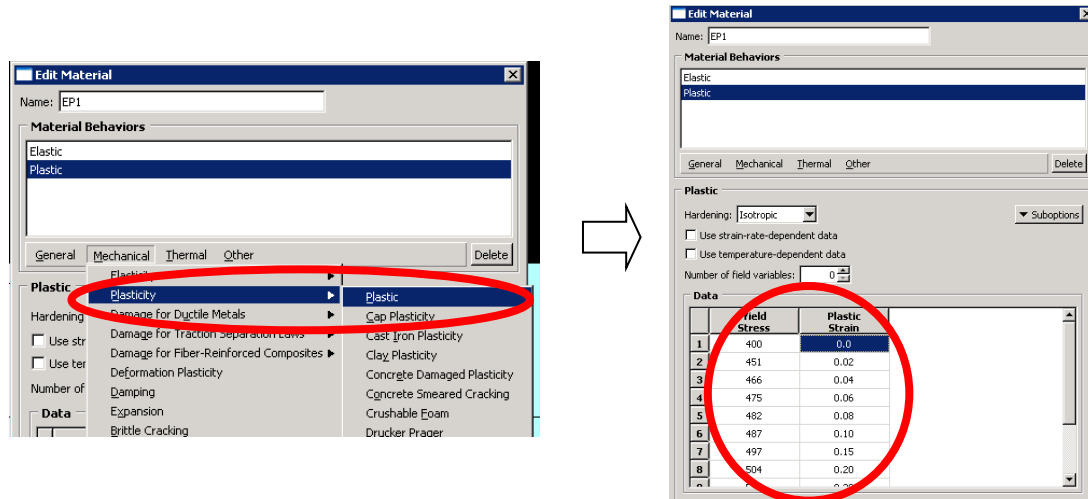 Edit Material
Name: EP1
Material Behaviors
Elastic
Plastic
General Mechanical Thermal Other Delete
Elasticity
Plastic
Plasticity
Plastic
Hardening
Damage for Ductile Metals
Cap Plasticity
Use str
Damage for Traction Separation Laws
Cast Iron Plasticity
Use ter
Damage for Fiber-Reinforced Composites
Clay Plasticity
Deformation Plasticity
Concrete Damaged Plasticity
Number of
Damping
Concrete Smeared Cracking
Data
Expansion
Crushable Foam
Brittle Cracking
Drucker Prager
Edit Material
Name: EP1
Material Behaviors
Elastic
Plastic
General Mechanical Thermal Other Delete
Plastic
Hardening: Isotropic Suboptions
Use strain-rate-dependent data
Use temperature-dependent data
Number of field variables: 0
Data
Yield Plastic
Stress Strain
1 400 0.0
2 451 0.02
3 466 0.04
4 475 0.06
5 482 0.08
6 487 0.10
7 497 0.15
8 504 0.20